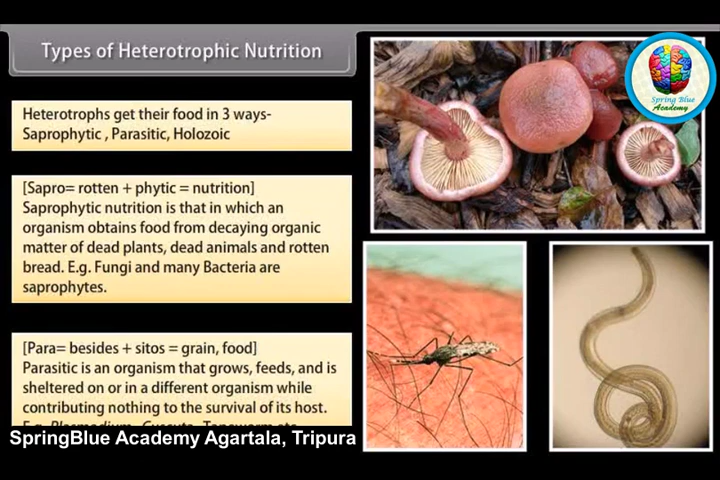 Types of Heterotrophic Nutrition
Spring Blue
Academy
Heterotrophs get their food in 3 ways-
Saprophytic , Parasitic, Holozoic
[Sapro= rotten + phytic = nutrition]
Saprophytic nutrition is that in which an
organism obtains food from decaying organic
matter of dead plants, dead animals and rotten
bread. E.g. Fungi and many Bacteria are
saprophytes.
[Para= besides + sitos = grain, food]
Parasitic is an organism that grows, feeds, and is
sheltered on or in a different organism while
contributing nothing to the survival of its host.
SpringBlue Academy Agartala, Tripura